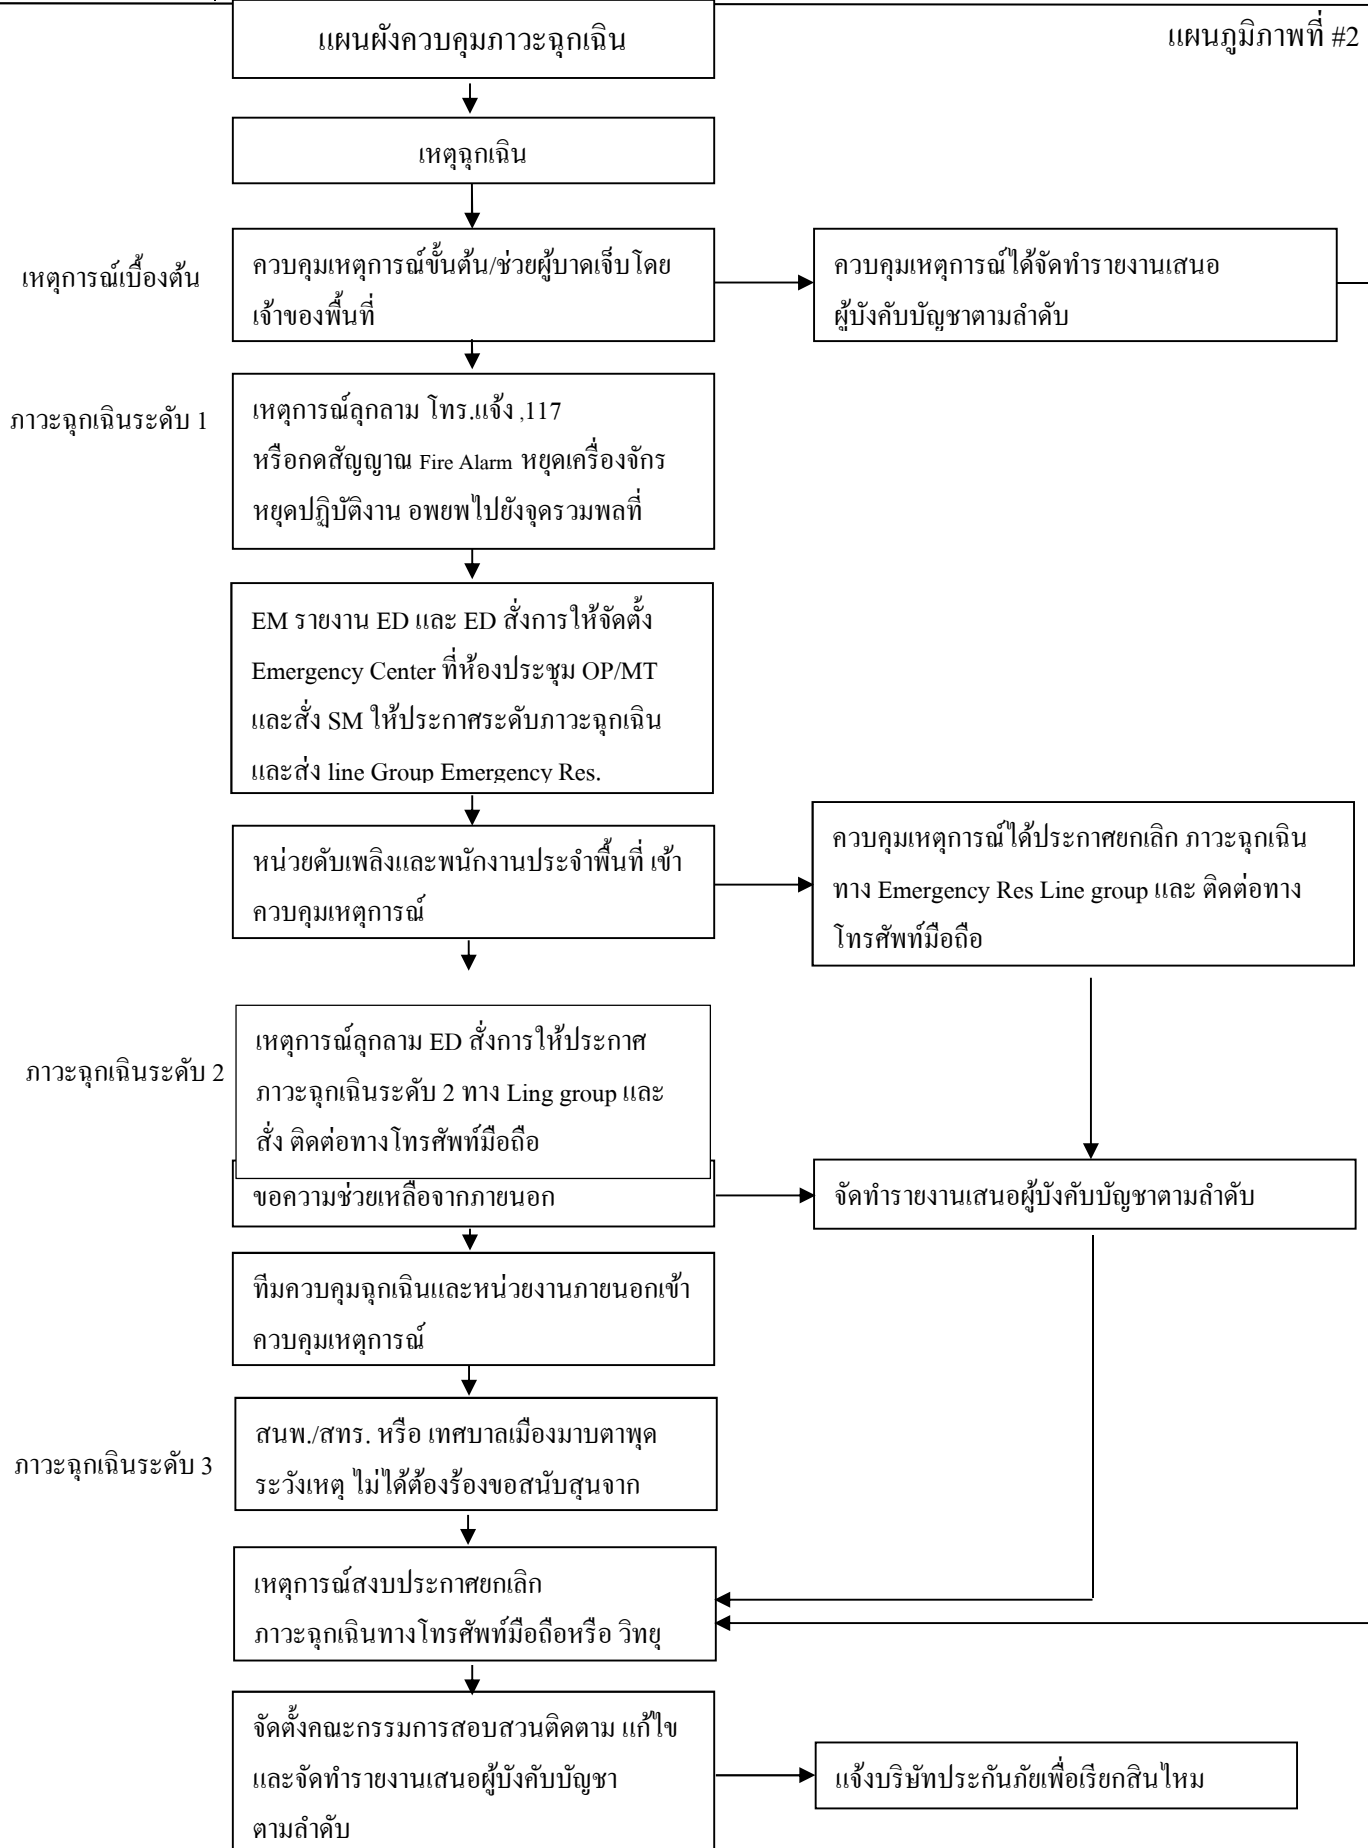 แผนผังควบคุมภาวะฉุกเฉิน
แผนภูมิภาพที่ #2
เหตุฉุกเฉิน
เหตุการณ์เบื้องต้น
ควบคุมเหตุการณ์ขั้นต้น/ช่วยผู้บาดเจ็บโดย
เจ้าของพื้นที่
ควบคุมเหตุการณ์ได้จัดทำรายงานเสนอ
ผู้บังคับบัญชาตามลำดับ
ภาวะฉุกเฉินระดับ 1
เหตุการณ์ลุกลาม โทร.แจ้ง ,117
หรือกดสัญญาณ Fire Alarm หยุดเครื่องจักร
หยุดปฏิบัติงาน อพยพไปยังจุดรวมพลที่
EM รายงาน ED และ ED สั่งการให้จัดตั้ง
Emergency Center ที่ห้องประชุม OP/MT
และสั่ง SM ให้ประกาศระดับภาวะฉุกเฉิน
และส่ง line Group Emergency Res.
หน่วยดับเพลิงและพนักงานประจำพื้นที่ เข้า
ควบคุมเหตุการณ์
ควบคุมเหตุการณ์ได้ประกาศยกเลิก ภาวะฉุกเฉิน
ทาง Emergency Res Line group และ ติดต่อทาง
โทรศัพท์มือถือ
ภาวะฉุกเฉินระดับ 2
เหตุการณ์ลุกลาม ED สั่งการให้ประกาศ
ภาวะฉุกเฉินระดับ 2 ทาง Ling group และ
สั่ง ติดต่อทางโทรศัพท์มือถือ
ขอความช่วยเหลือจากภายนอก
จัดทำรายงานเสนอผู้บังคับบัญชาตามลำดับ
ทีมควบคุมฉุกเฉินและหน่วยงานภายนอกเข้า
ควบคุมเหตุการณ์
ภาวะฉุกเฉินระดับ 3
สนพ./สทร. หรือ เทศบาลเมืองมาบตาพุด
ระวังเหตุ ไม่ได้ต้องร้องขอสนับสุนจาก
เหตุการณ์สงบประกาศยกเลิก
ภาวะฉุกเฉินทางโทรศัพท์มือถือหรือ วิทยุ
จัดตั้งคณะกรรมการสอบสวนติดตาม แก้ไข
และจัดทำรายงานเสนอผู้บังคับบัญชา
ตามลำดับ
แจ้งบริษัทประกันภัยเพื่อเรียกสินไหม